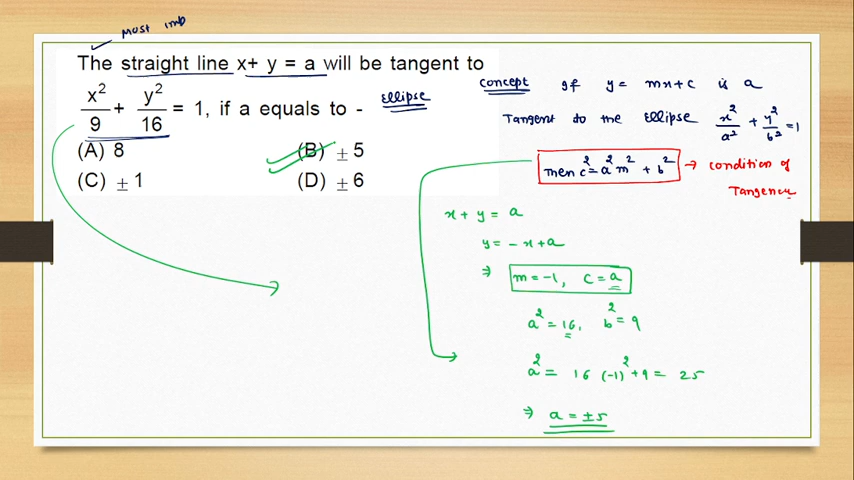 Most imp
The straight line x+ y = a will be tangent to
x²/9 + y²/16 = 1, if a equals to -
Ellipse
(A) 8
(B) ± 5
(C) ± 1
(D) ± 6
Concept If y = mx+c is a
Tangent to the Ellipse x²/a² + y²/b² =1
then c² = a²m² + b² → condition of
Tangency
x + y = a
y = - x + a
⇒ m = -1, c = a
a² = 16, b² = 9
a² = 16 (-1)² + 9 = 25
⇒ a = ±5